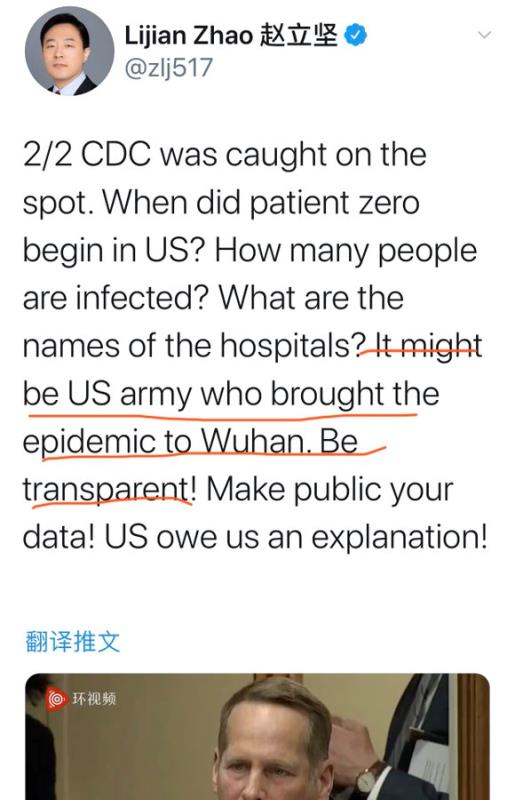 Lijian Zhao 赵立坚
@zlj517
2/2 CDC was caught on the
spot. When did patient zero
begin in US? How many people
are infected? What are the
names of the hospitals? It might
be US army who brought the
epidemic to Wuhan. Be
transparent! Make public your
data! US owe us an explanation!
翻译推文
环视频